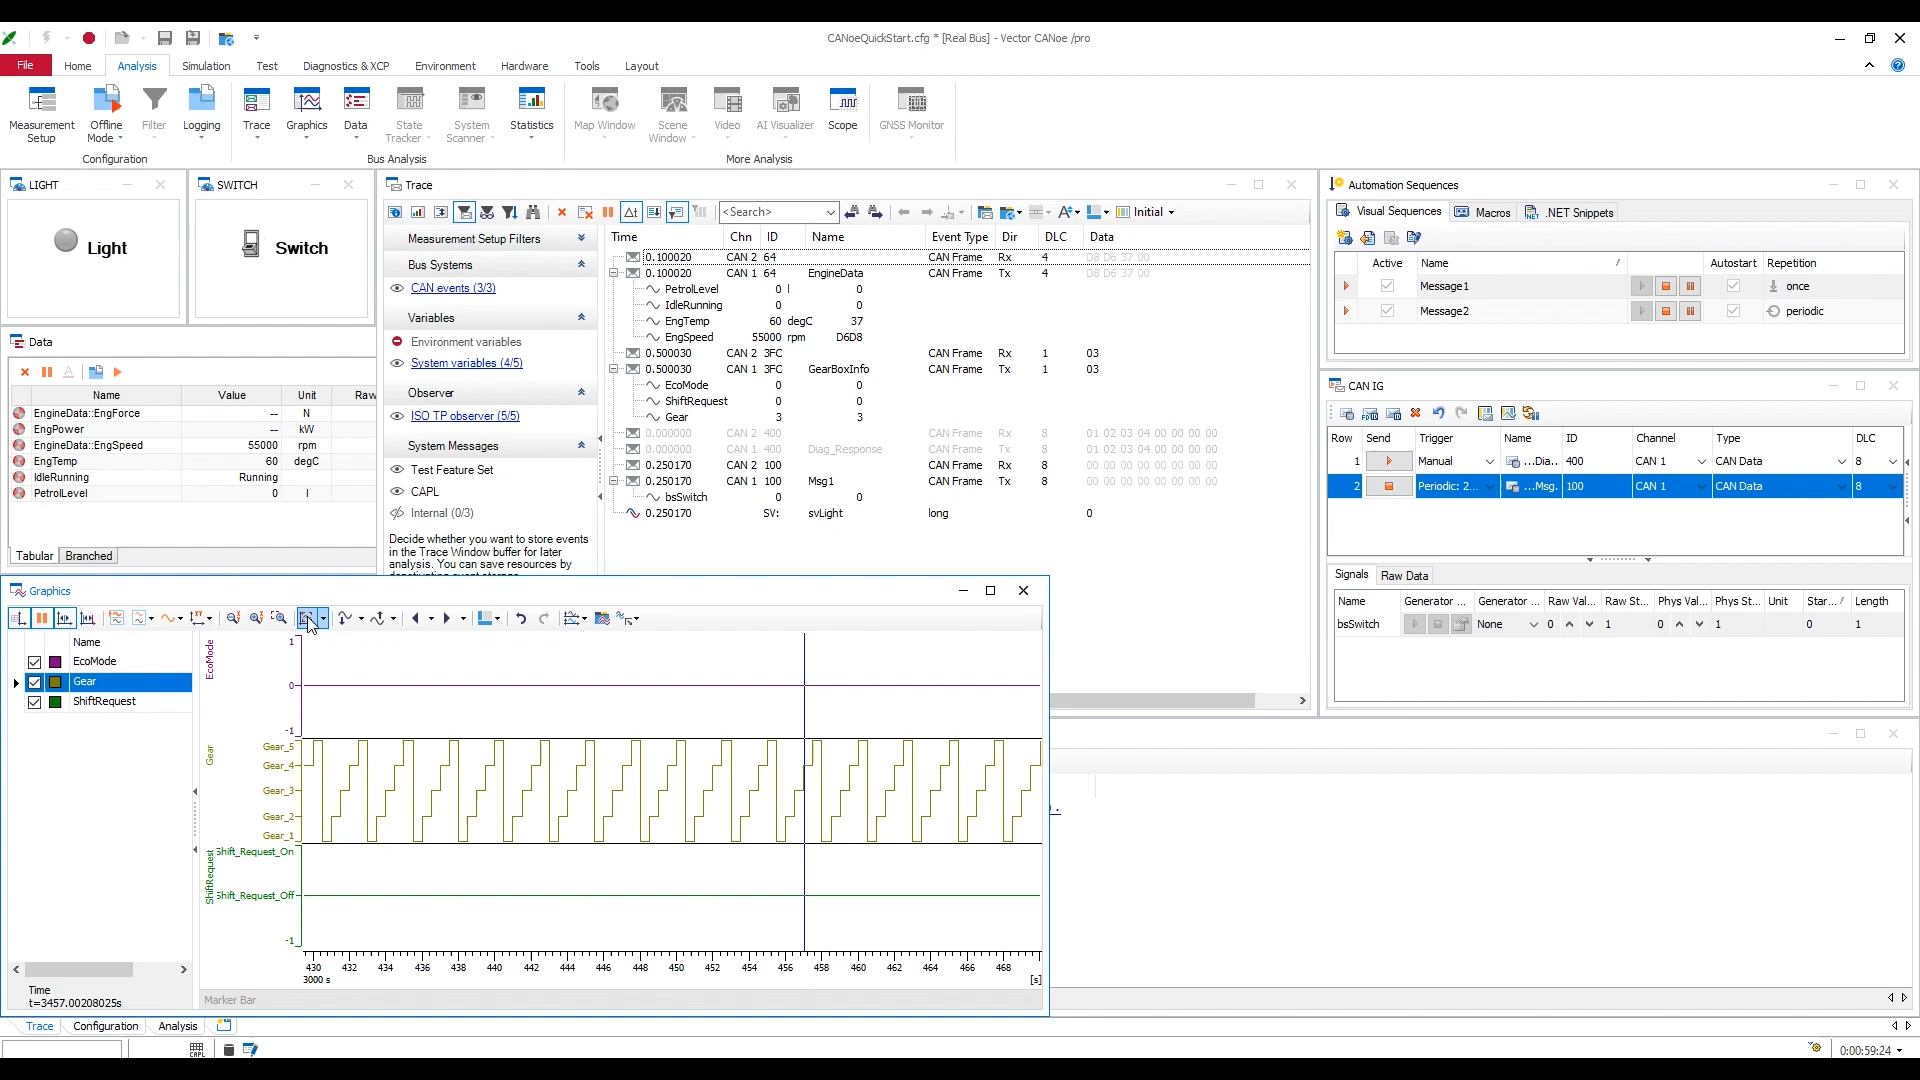 CANoeQuickStart.cfg * [Real Bus] - Vector CANoe /pro
File Home Analysis Simulation Test Diagnostics & XCP Environment Hardware Tools Layout
Measurement Setup
Offline Mode
Filter
Logging
Trace
Graphics
Data
State Tracker
System Scanner
Statistics
Map Window
Scene Window
Video
AI Visualizer
Scope
GNSS Monitor
Configuration
Bus Analysis
More Analysis
LIGHT
Light
SWITCH
Switch
Data
Name Value Unit Raw
EngineData::EngForce -- N
EngPower -- kW
EngineData::EngSpeed 55000 rpm
EngTemp 60 degC
IdleRunning Running
PetrolLevel 0 l
Tabular Branched
Trace
<Search>
Initial
Measurement Setup Filters
Bus Systems
CAN events (3/3)
Variables
Environment variables
System variables (4/5)
Observer
ISO TP observer (5/5)
System Messages
Test Feature Set
CAPL
Internal (0/3)
Decide whether you want to store events
in the Trace Window buffer for later
analysis. You can save resources by
Time Chn ID Name Event Type Dir DLC Data
0.100020 CAN 2 64 CAN Frame Rx 4 D8 D6 37 00
0.100020 CAN 1 64 EngineData CAN Frame Tx 4 D8 D6 37 00
PetrolLevel 0 l 0
IdleRunning 0 0
EngTemp 60 degC 37
EngSpeed 55000 rpm D6D8
0.500030 CAN 2 3FC CAN Frame Rx 1 03
0.500030 CAN 1 3FC GearBoxInfo CAN Frame Tx 1 03
EcoMode 0 0
ShiftRequest 0 0
Gear 3 3
0.000000 CAN 2 400 CAN Frame Rx 8 01 02 03 04 00 00 00 00
0.000000 CAN 1 400 Diag_Response CAN Frame Tx 8 01 02 03 04 00 00 00 00
0.250170 CAN 2 100 CAN Frame Rx 8 00 00 00 00 00 00 00 00
0.250170 CAN 1 100 Msg1 CAN Frame Tx 8 00 00 00 00 00 00 00 00
bsSwitch 0 0
0.250170 SV: svLight long 0
Automation Sequences
Visual Sequences Macros .NET Snippets
Active Name / Autostart Repetition
Message1 once
Message2 periodic
CAN IG
Row Send Trigger Name ID Channel Type DLC
1 Manual ...Dia... 400 CAN 1 CAN Data 8
2 Periodic: 2... ...Msg. 100 CAN 1 CAN Data 8
Signals Raw Data
Name Generator ... Generator ... Raw Val... Raw St... Phys Val... Phys St... Unit Star... / Length
bsSwitch None 0 1 0 1 0 1
Graphics
Name
EcoMode
Gear
ShiftRequest
Time
t=3457.00208025s
EcoMode
1
0
-1
Gear
Gear_5
Gear_4
Gear_3
Gear_2
Gear_1
ShiftRequest
Shift_Request_On
Shift_Request_Off
-1
430 432 434 436 438 440 442 444 446 448 450 452 454 456 458 460 462 464 466 468
3000 s [s]
Marker Bar
Trace Configuration Analysis
CAPL
0:00:59:24